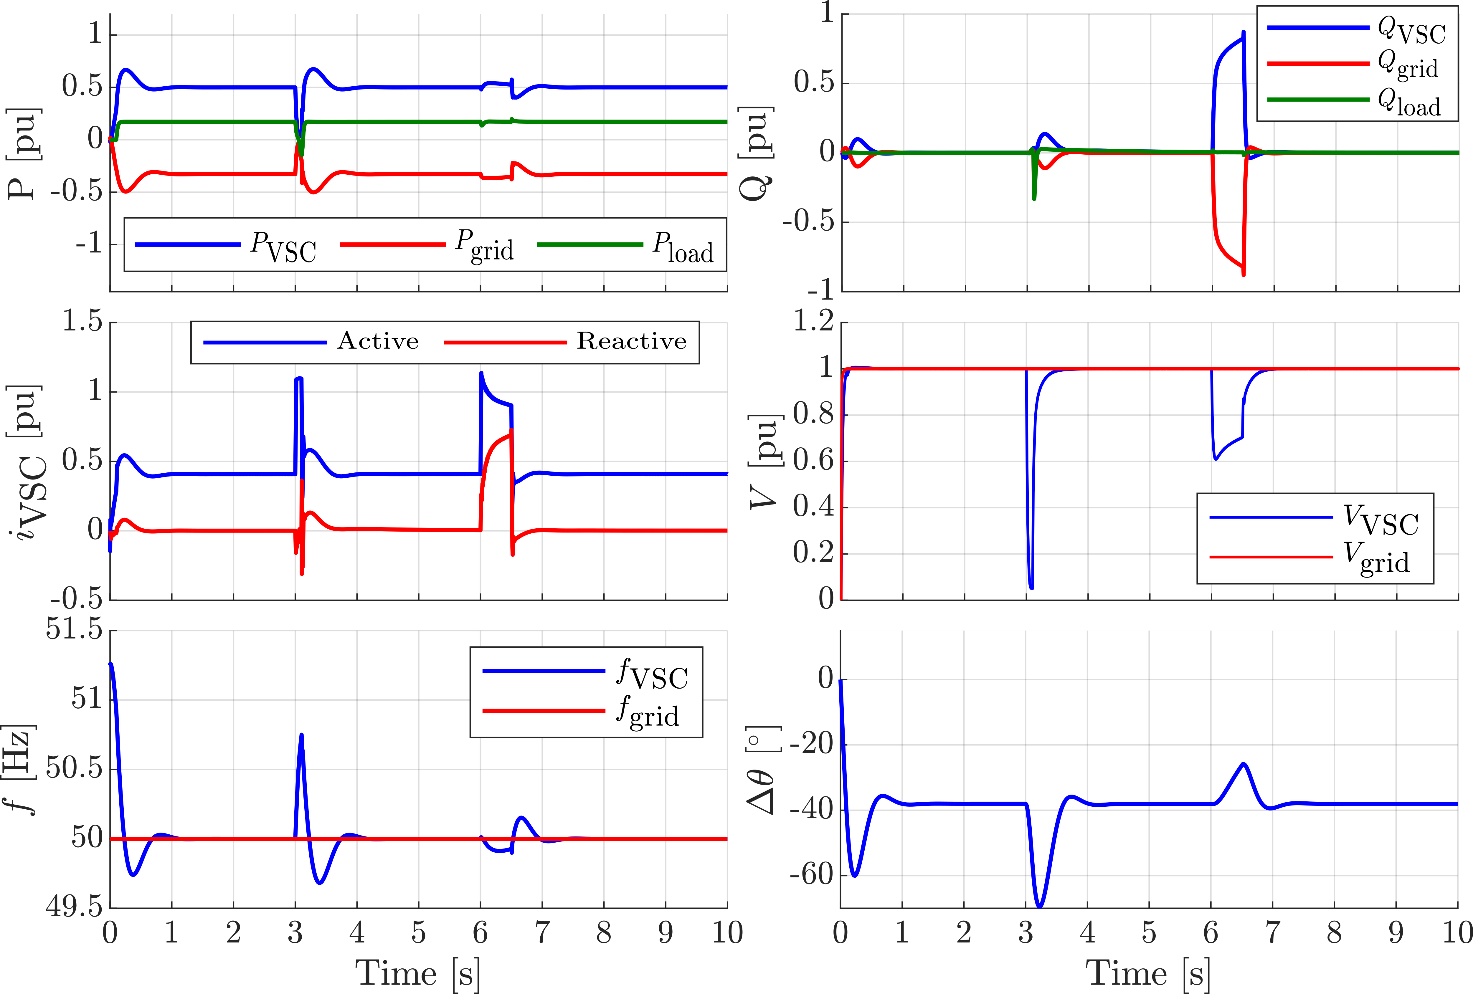 P [pu]
1
0.5
0
-0.5
-1
P_VSC P_grid P_load
Q [pu]
1
0.5
0
-0.5
-1
Q_VSC
Q_grid
Q_load
i_VSC [pu]
1.5
1
0.5
0
-0.5
Active Reactive
V [pu]
1.2
1
0.8
0.6
0.4
0.2
0
V_VSC
V_grid
f [Hz]
51.5
51
50.5
50
49.5
f_VSC
f_grid
0 1 2 3 4 5 6 7 8 9 10
Time [s]
Δθ [°]
0
-20
-40
-60
0 1 2 3 4 5 6 7 8 9 10
Time [s]